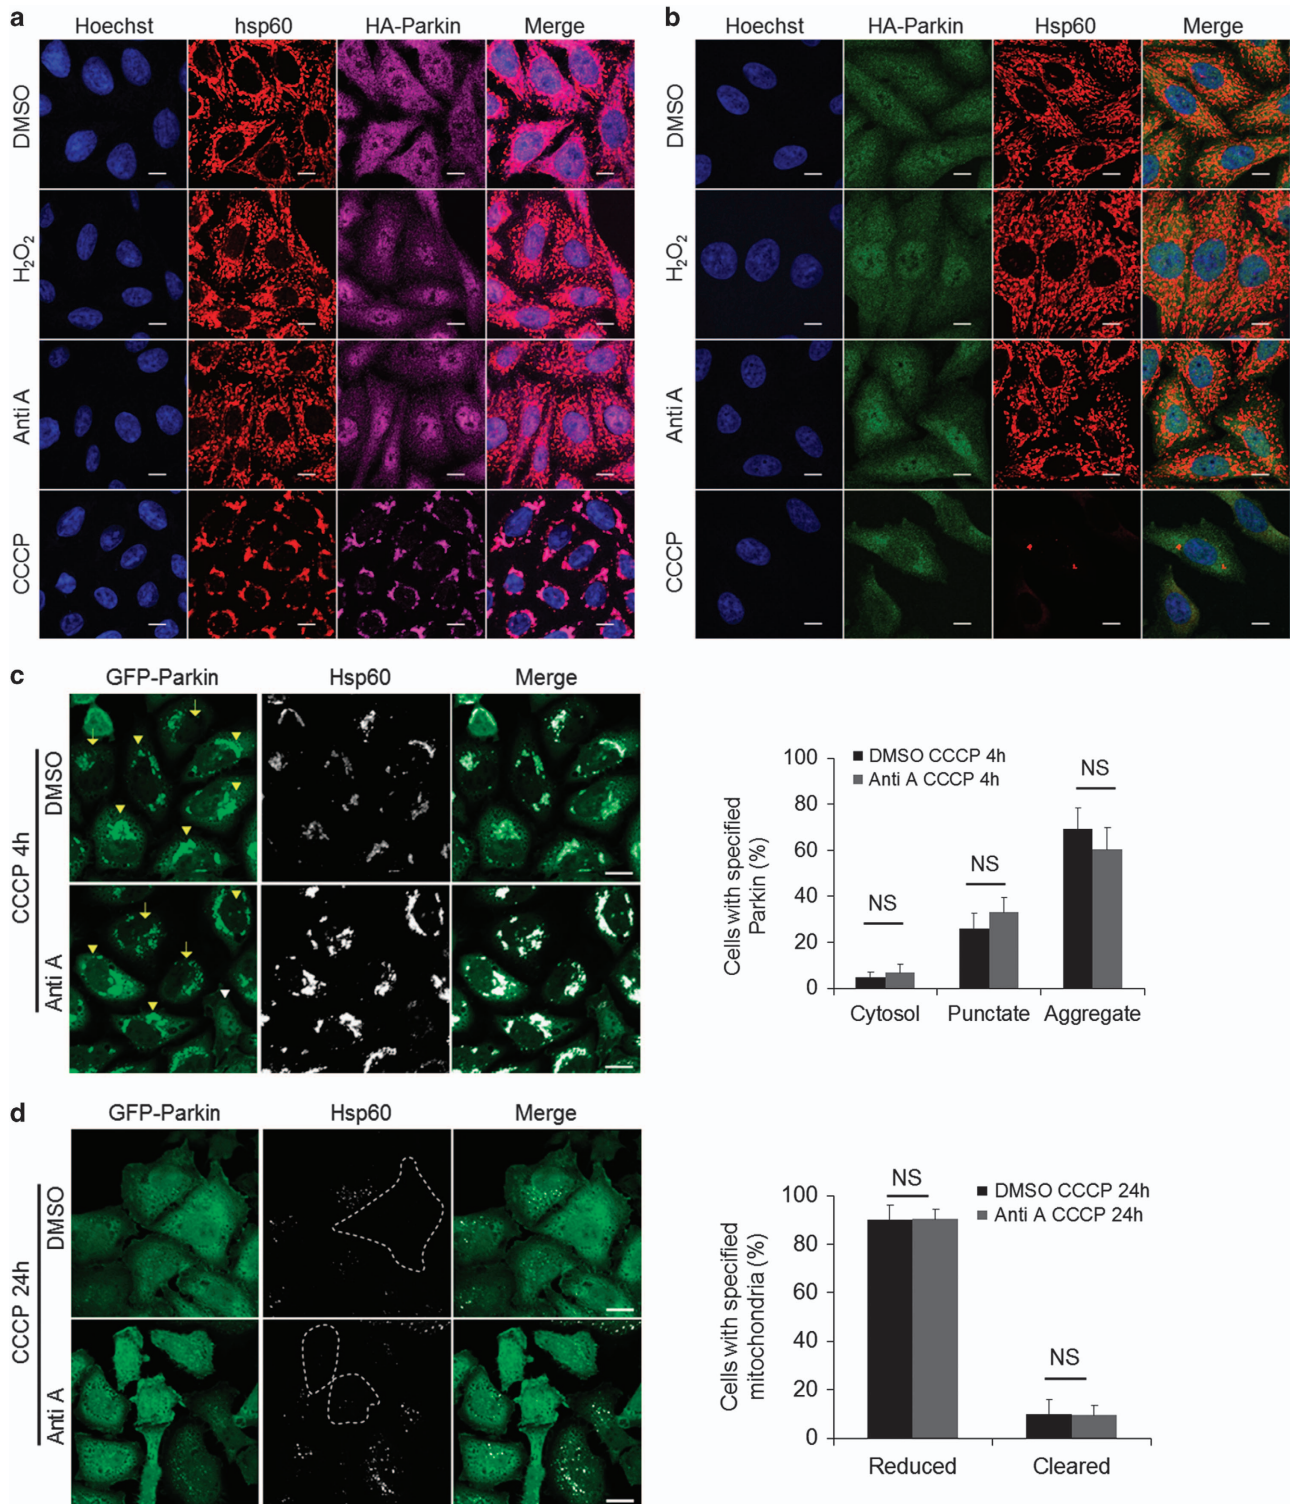 a
Hoechst hsp60 HA-Parkin Merge
DMSO
H₂O₂
Anti A
CCCP
b
Hoechst HA-Parkin Hsp60 Merge
DMSO
H₂O₂
Anti A
CCCP
c
GFP-Parkin Hsp60 Merge
CCCP 4h
DMSO
Anti A
Cells with specified
Parkin (%)
100
80
60
40
20
0
DMSO CCCP 4h
Anti A CCCP 4h
NS
NS
NS
Cytosol Punctate Aggregate
d
GFP-Parkin Hsp60 Merge
CCCP 24h
DMSO
Anti A
Cells with specified
mitochondria (%)
100
80
60
40
20
0
NS
DMSO CCCP 24h
Anti A CCCP 24h
NS
Reduced Cleared